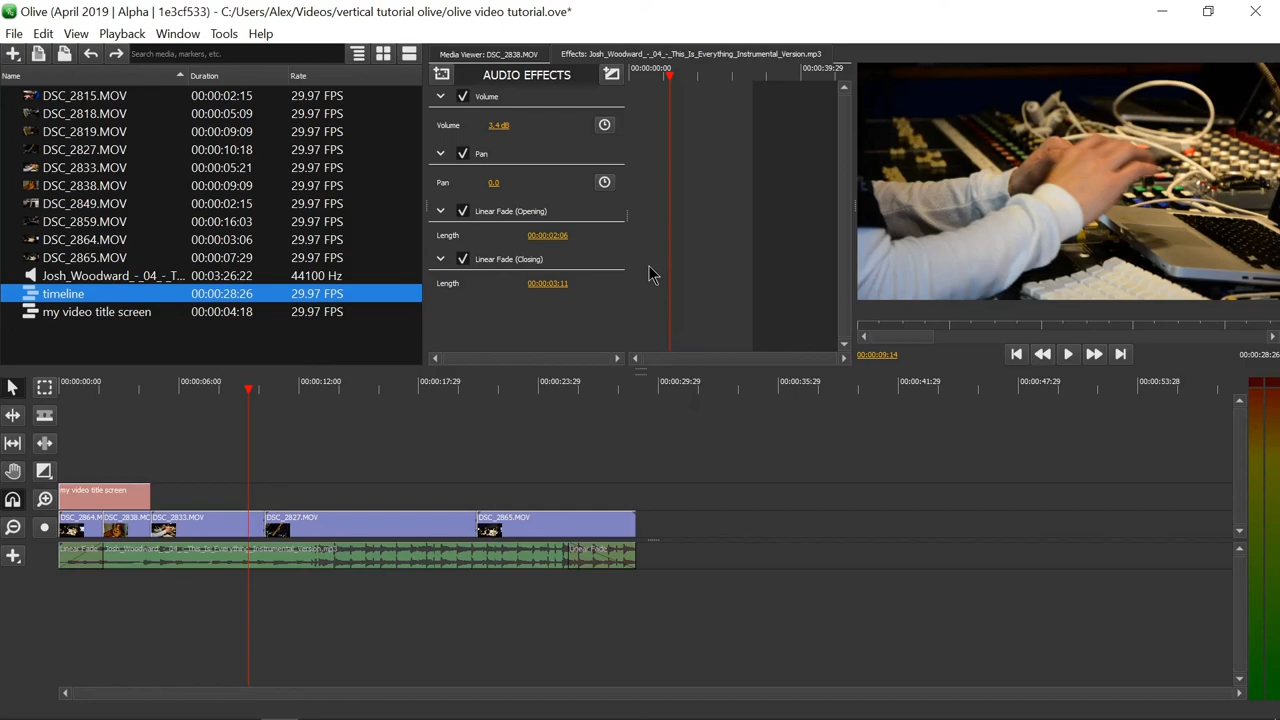 Olive (April 2019 | Alpha | 1e3cf533) - C:/Users/Alex/Videos/vertical tutorial olive/olive video tutorial.ove*
File Edit View Playback Window Tools Help
Search media, markers, etc.
Name Duration Rate
DSC_2815.MOV 00:00:02:15 29.97 FPS
DSC_2818.MOV 00:00:05:09 29.97 FPS
DSC_2819.MOV 00:00:09:09 29.97 FPS
DSC_2827.MOV 00:00:10:18 29.97 FPS
DSC_2833.MOV 00:00:05:21 29.97 FPS
DSC_2838.MOV 00:00:09:09 29.97 FPS
DSC_2849.MOV 00:00:02:15 29.97 FPS
DSC_2859.MOV 00:00:16:03 29.97 FPS
DSC_2864.MOV 00:00:03:06 29.97 FPS
DSC_2865.MOV 00:00:07:29 29.97 FPS
Josh_Woodward_-_04_-_T... 00:03:26:22 44100 Hz
timeline 00:00:28:26 29.97 FPS
my video title screen 00:00:04:18 29.97 FPS
Media Viewer: DSC_2838.MOV Effects: Josh_Woodward_-_04_-_This_Is_Everything_Instrumental_Version.mp3
AUDIO EFFECTS
00:00:00:00 00:00:39:29
Volume
Volume 3.4 dB
Pan
Pan 0.0
Linear Fade (Opening)
Length 00:00:02:06
Linear Fade (Closing)
Length 00:00:03:11
00:00:09:14 00:00:28:26
00:00:00:00 00:00:06:00 00:00:12:00 00:00:17:29 00:00:23:29 00:00:29:29 00:00:35:29 00:00:41:29 00:00:47:29 00:00:53:28
my video title screen
DSC_2864.M DSC_2838.MC DSC_2833.MOV DSC_2827.MOV DSC_2865.MOV
Linear Fade Josh_Woodward_-_04_-_This_Is_Everything_Instrumental_Version.mp3 Linear Fade